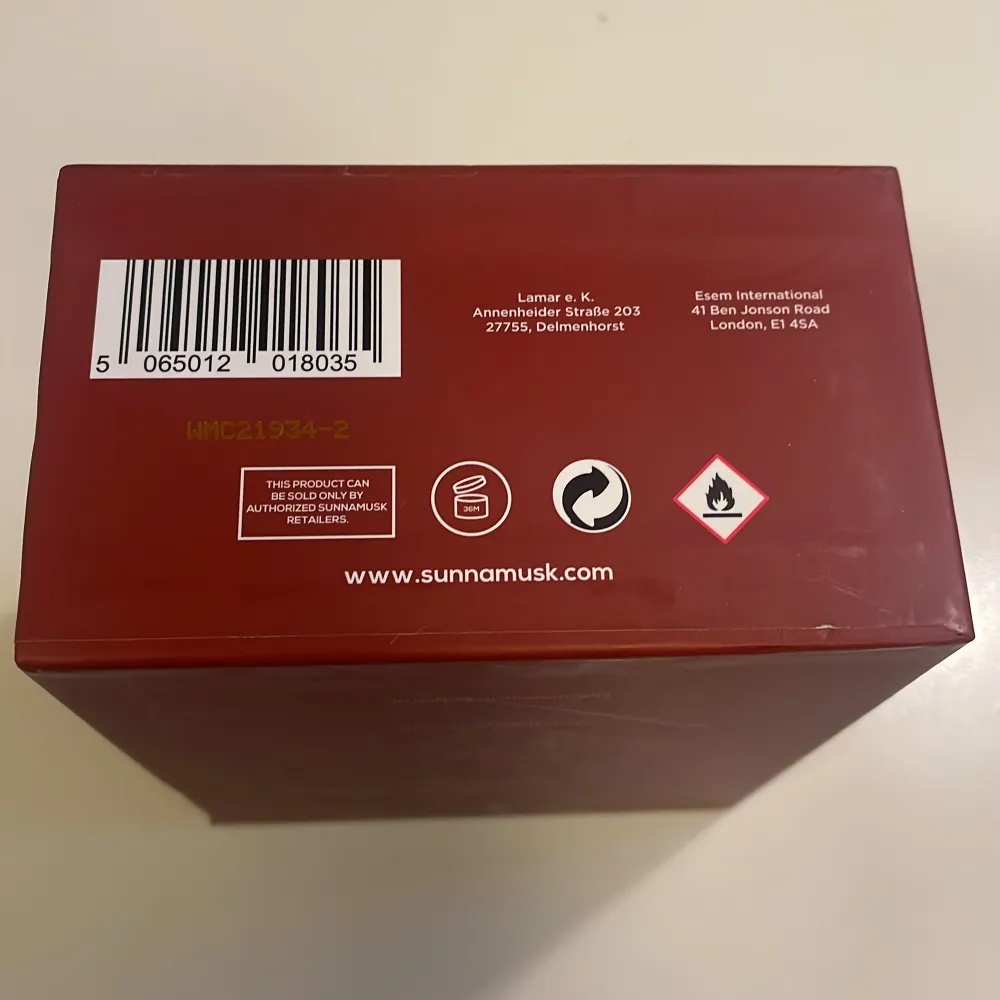 5 065012 018035
Lamar e. K.
Annenheider Straße 203
27755, Delmenhorst
Esem International
41 Ben Jonson Road
London, E1 4SA
WMC21934-2
THIS PRODUCT CAN
BE SOLD ONLY BY
AUTHORIZED SUNNAMUSK
RETAILERS.
36M
www.sunnamusk.com